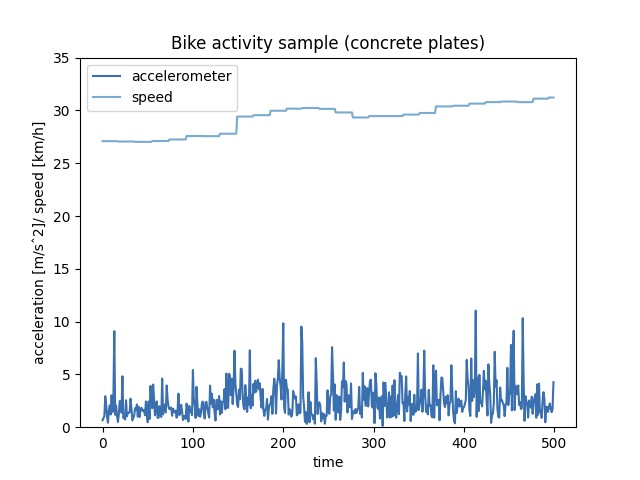 Bike activity sample (concrete plates)
accelerometer
speed
acceleration [m/sˆ2]/ speed [km/h]
35
30
25
20
15
10
5
0
0 100 200 300 400 500
time